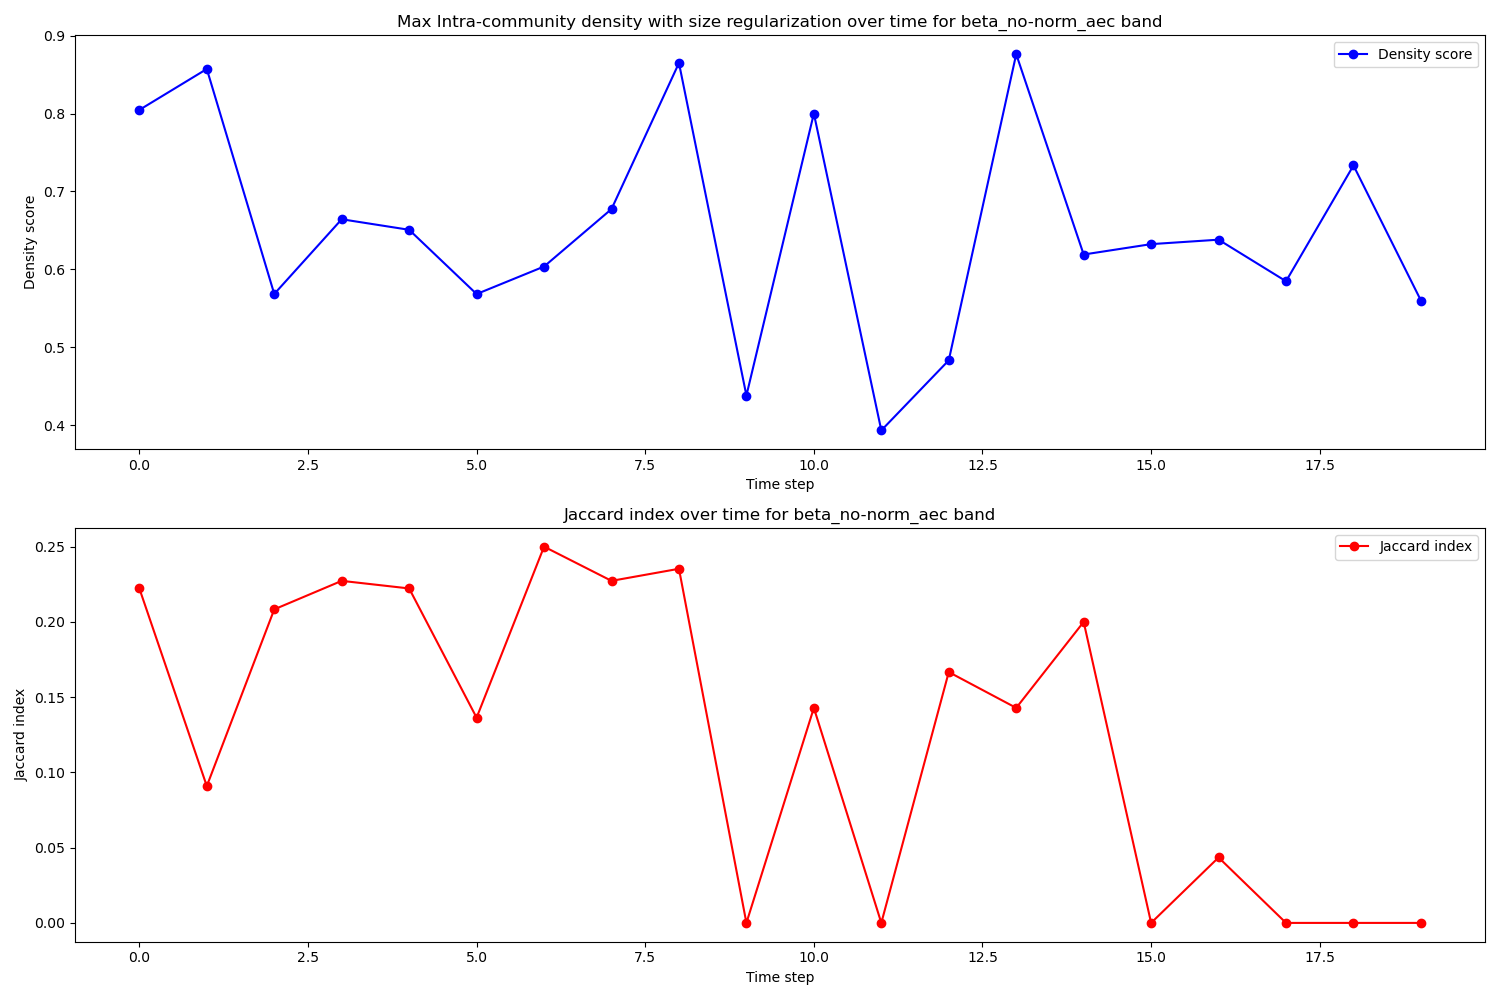 Max Intra-community density with size regularization over time for beta_no-norm_aec band
Density score
0.9
0.8
0.7
0.6
0.5
0.4
Density score
0.0 2.5 5.0 7.5 10.0 12.5 15.0 17.5
Time step
Jaccard index over time for beta_no-norm_aec band
Jaccard index
0.25
0.20
0.15
0.10
0.05
0.00
Jaccard index
0.0 2.5 5.0 7.5 10.0 12.5 15.0 17.5
Time step